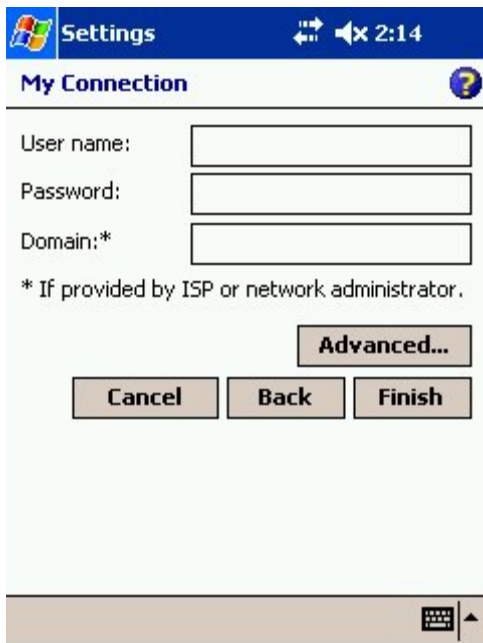 Settings 2:14
My Connection ?
User name:
Password:
Domain:*
* If provided by ISP or network administrator.
Advanced...
Cancel Back Finish